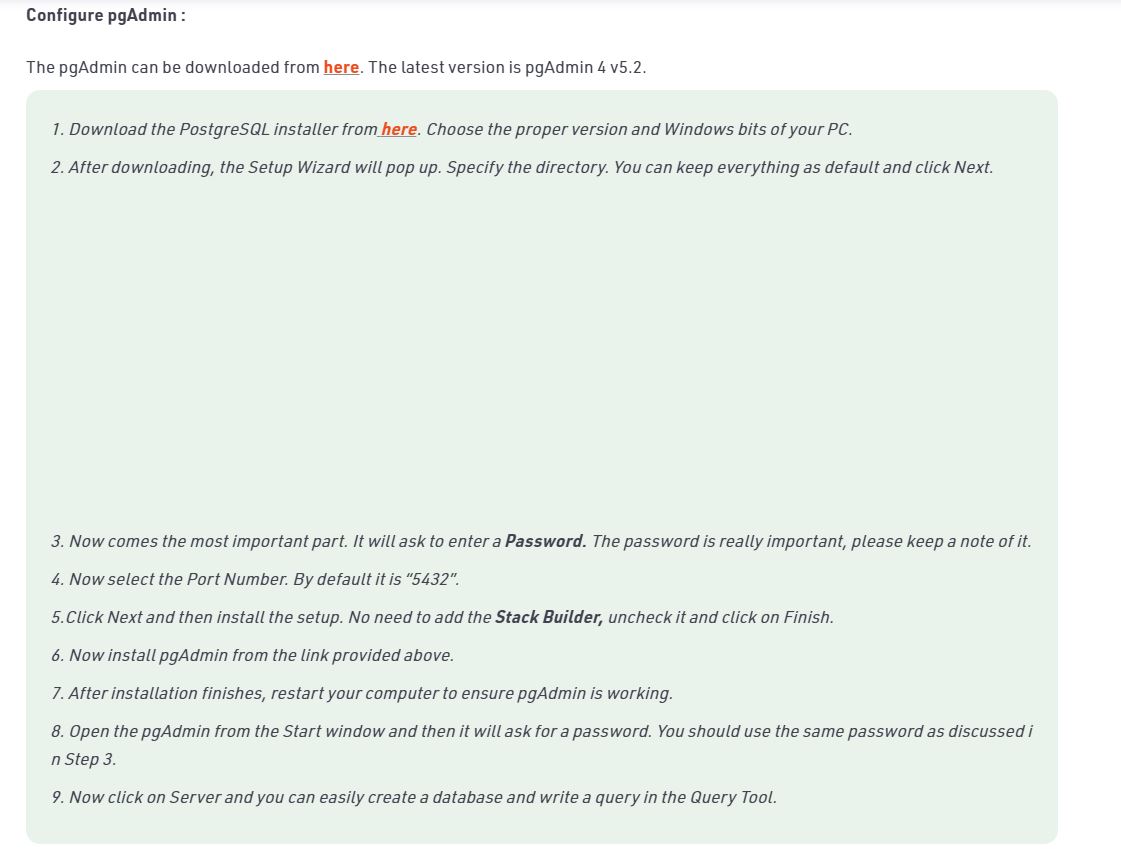 Configure pgAdmin :
The pgAdmin can be downloaded from here. The latest version is pgAdmin 4 v5.2.
1. Download the PostgreSQL installer from here. Choose the proper version and Windows bits of your PC.
2. After downloading, the Setup Wizard will pop up. Specify the directory. You can keep everything as default and click Next.
3. Now comes the most important part. It will ask to enter a Password. The password is really important, please keep a note of it.
4. Now select the Port Number. By default it is “5432”.
5.Click Next and then install the setup. No need to add the Stack Builder, uncheck it and click on Finish.
6. Now install pgAdmin from the link provided above.
7. After installation finishes, restart your computer to ensure pgAdmin is working.
8. Open the pgAdmin from the Start window and then it will ask for a password. You should use the same password as discussed i
n Step 3.
9. Now click on Server and you can easily create a database and write a query in the Query Tool.